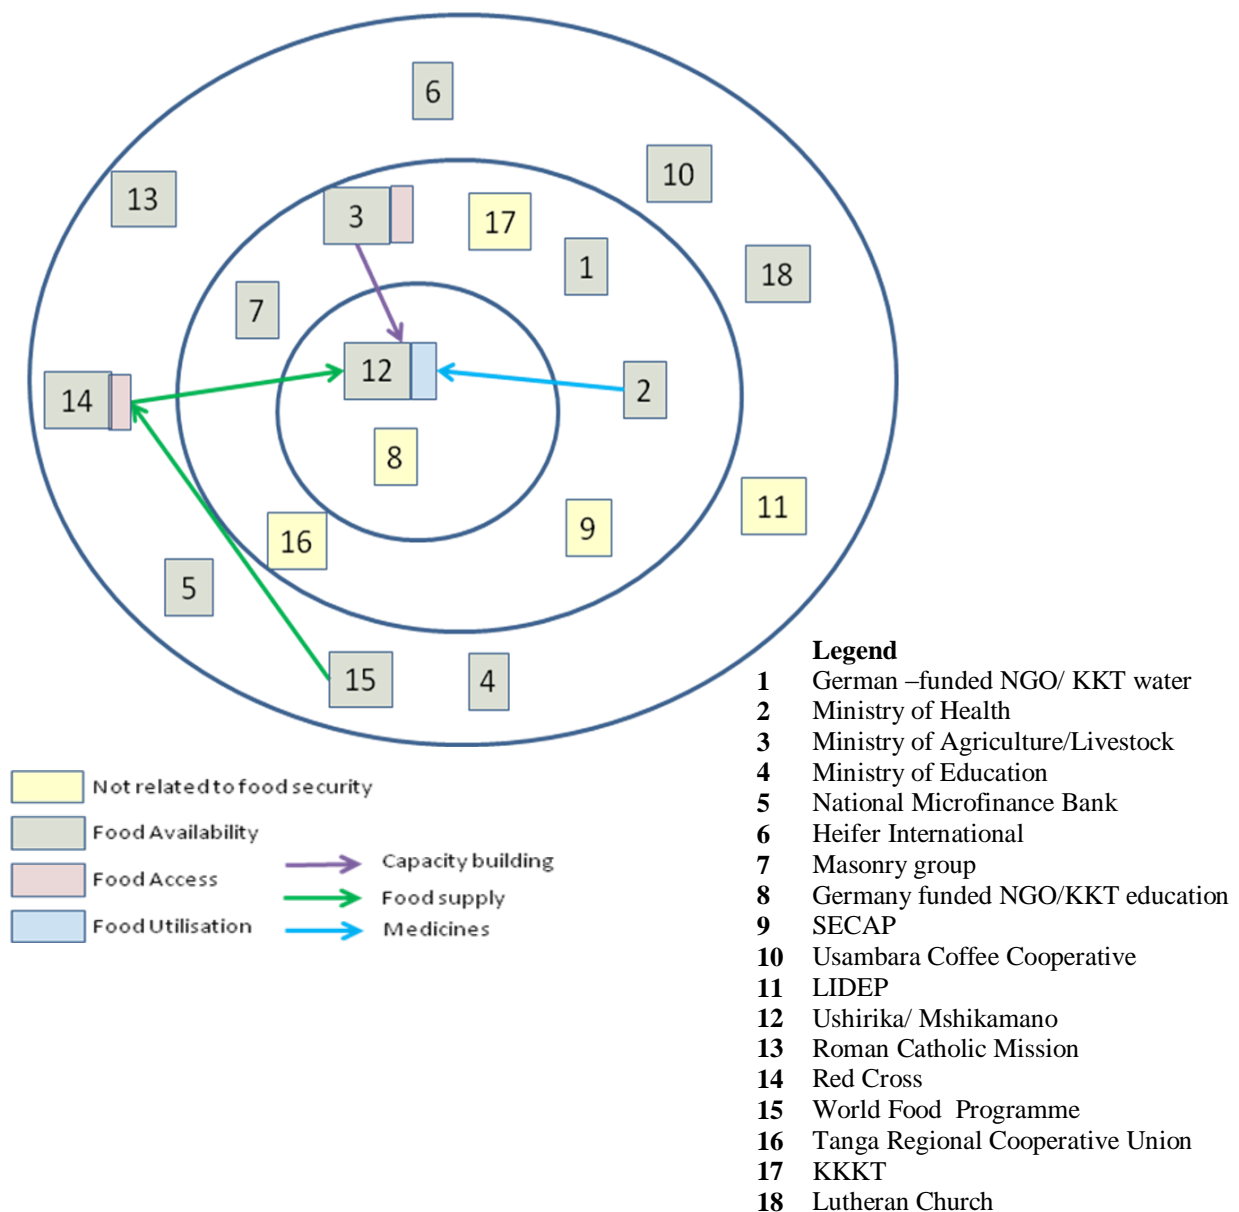 6
10
13
3
17
1
18
7
12
14
2
8
11
9
16
5
15
4
Legend
1 German –funded NGO/ KKT water
2 Ministry of Health
3 Ministry of Agriculture/Livestock
4 Ministry of Education
5 National Microfinance Bank
6 Heifer International
7 Masonry group
8 Germany funded NGO/KKT education
9 SECAP
10 Usambara Coffee Cooperative
11 LIDEP
12 Ushirika/ Mshikamano
13 Roman Catholic Mission
14 Red Cross
15 World Food Programme
16 Tanga Regional Cooperative Union
17 KKKT
18 Lutheran Church
Not related to food security
Food Availability
Food Access
Food Utilisation
Capacity building
Food supply
Medicines